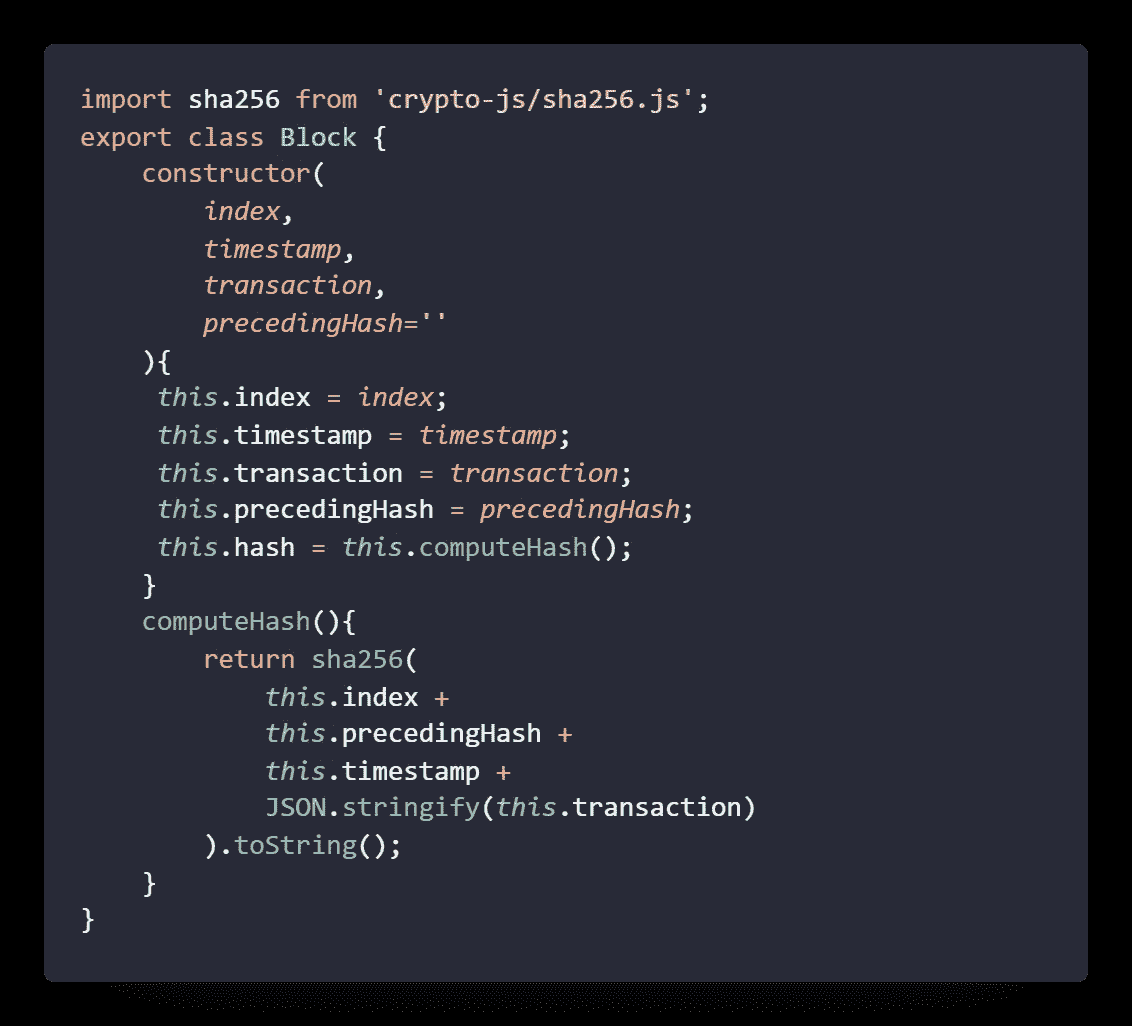 import sha256 from 'crypto-js/sha256.js';
export class Block {
    constructor(
        index,
        timestamp,
        transaction,
        precedingHash=''
    ){
     this.index = index;
     this.timestamp = timestamp;
     this.transaction = transaction;
     this.precedingHash = precedingHash;
     this.hash = this.computeHash();
    }
    computeHash(){
        return sha256(
            this.index +
            this.precedingHash +
            this.timestamp +
            JSON.stringify(this.transaction)
        ).toString();
    }
}